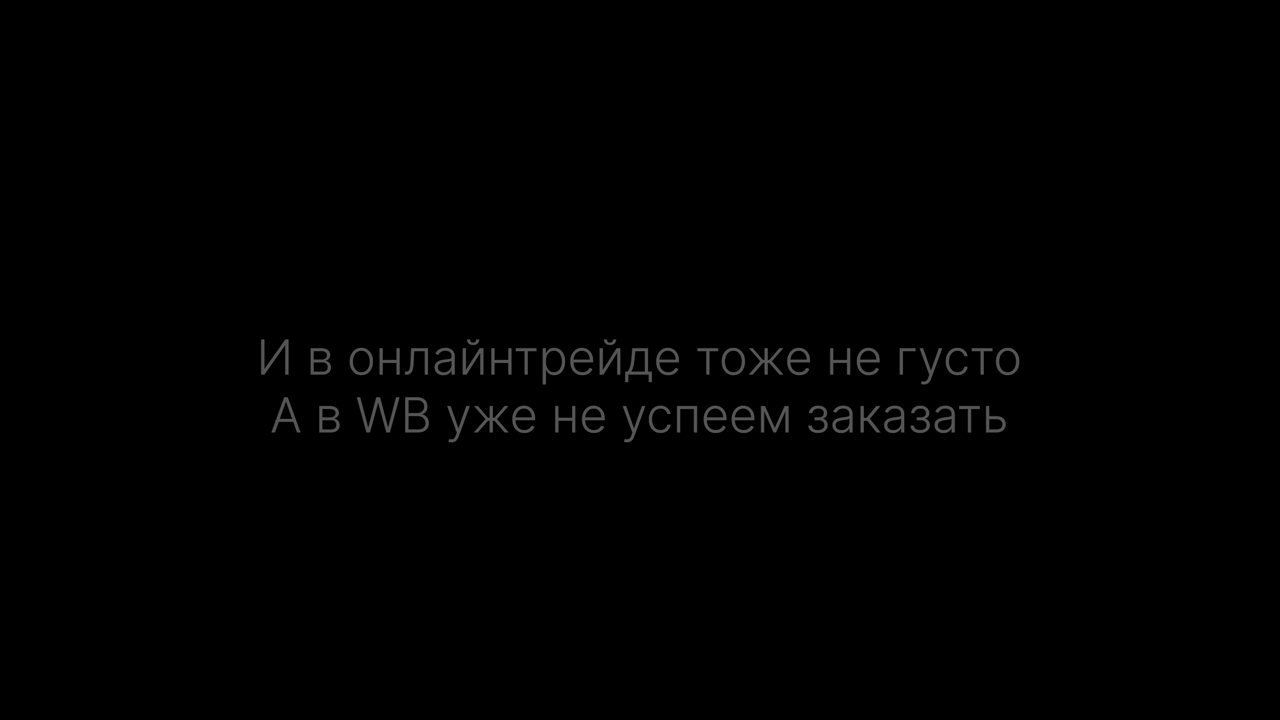 И в онлайнтрейде тоже не густо
А в WB уже не успеем заказать